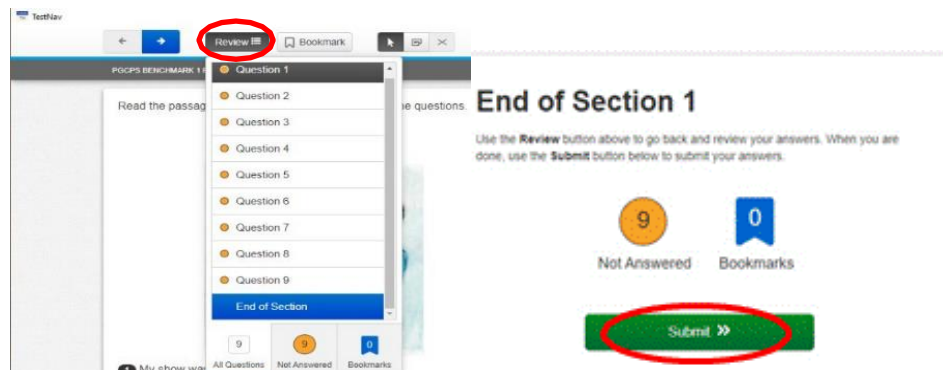 TestNav
Review
Bookmark
PGCPS BENCHMARK 1
Read the passag
e questions.
Question 1
Question 2
Question 3
Question 4
Question 5
Question 6
Question 7
Question 8
Question 9
End of Section
9
9
0
All Questions
Not Answered
Bookmarks
1 My show wa
End of Section 1
Use the Review button above to go back and review your answers. When you are
done, use the Submit button below to submit your answers.
9
0
Not Answered
Bookmarks
Submit »